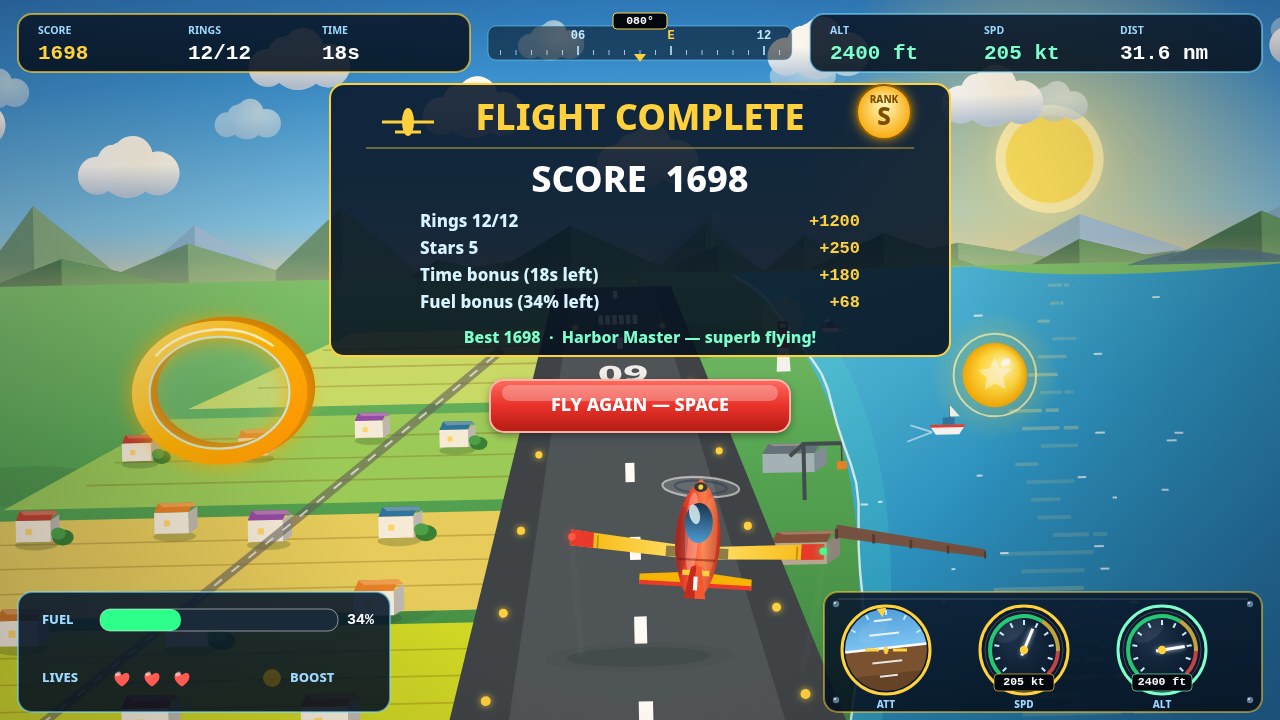 SCORE RINGS TIME
1698 12/12 18s
080°
06 E 12
ALT SPD DIST
2400 ft 205 kt 31.6 nm
FLIGHT COMPLETE
RANK
S
SCORE 1698
Rings 12/12 +1200
Stars 5 +250
Time bonus (18s left) +180
Fuel bonus (34% left) +68
Best 1698 · Harbor Master — superb flying!
09
FLY AGAIN — SPACE
FUEL 34%
LIVES BOOST
205 kt 2400 ft
ATT SPD ALT